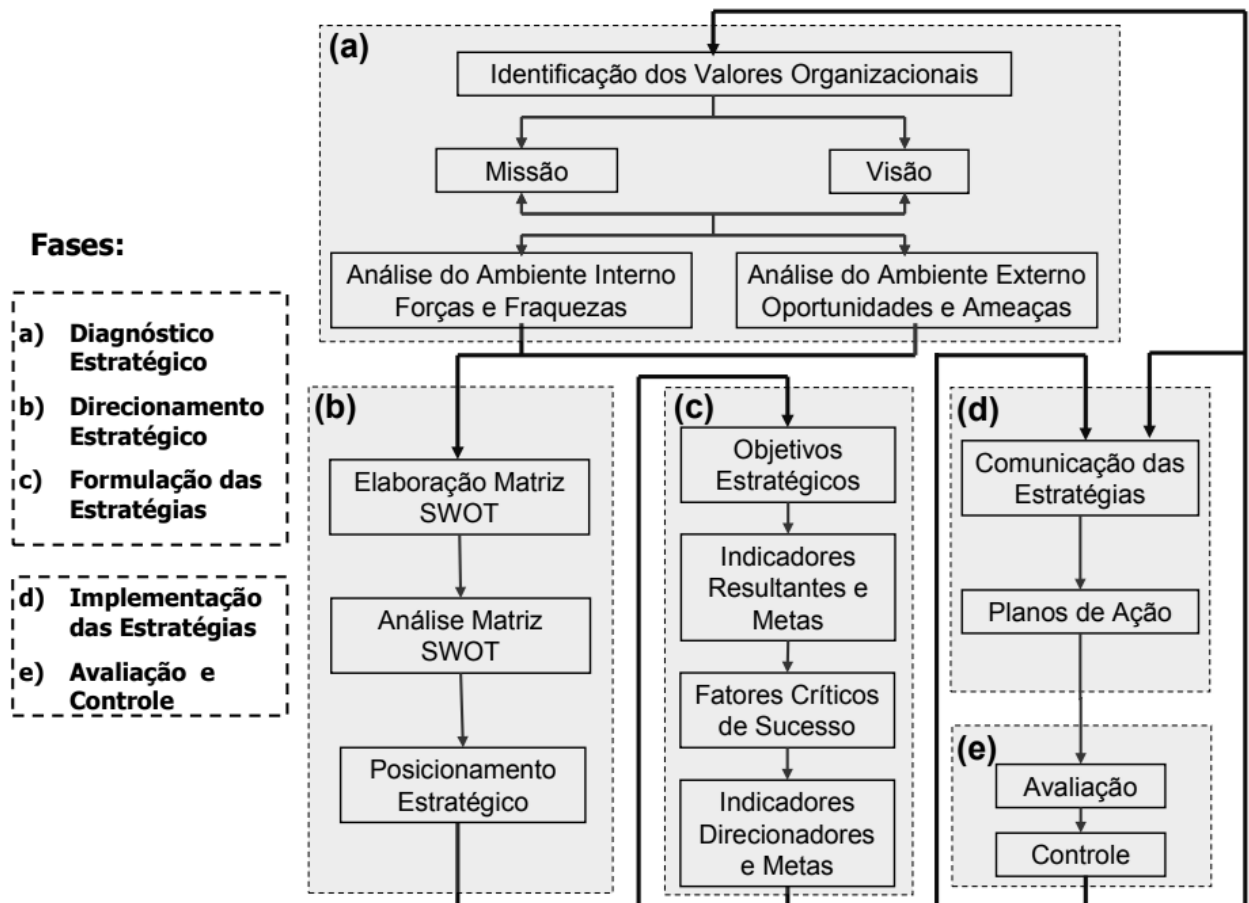 (a)
Identificação dos Valores Organizacionais
Missão
Visão
Análise do Ambiente Interno
Forças e Fraquezas
Análise do Ambiente Externo
Oportunidades e Ameaças
Fases:
a) Diagnóstico
Estratégico
b) Direcionamento
Estratégico
c) Formulação das
Estratégias
d) Implementação
das Estratégias
e) Avaliação e
Controle
(b)
Elaboração Matriz
SWOT
Análise Matriz
SWOT
Posicionamento
Estratégico
(c)
Objetivos
Estratégicos
Indicadores
Resultantes e
Metas
Fatores Críticos
de Sucesso
Indicadores
Direcionadores
e Metas
(d)
Comunicação das
Estratégias
Planos de Ação
(e)
Avaliação
Controle